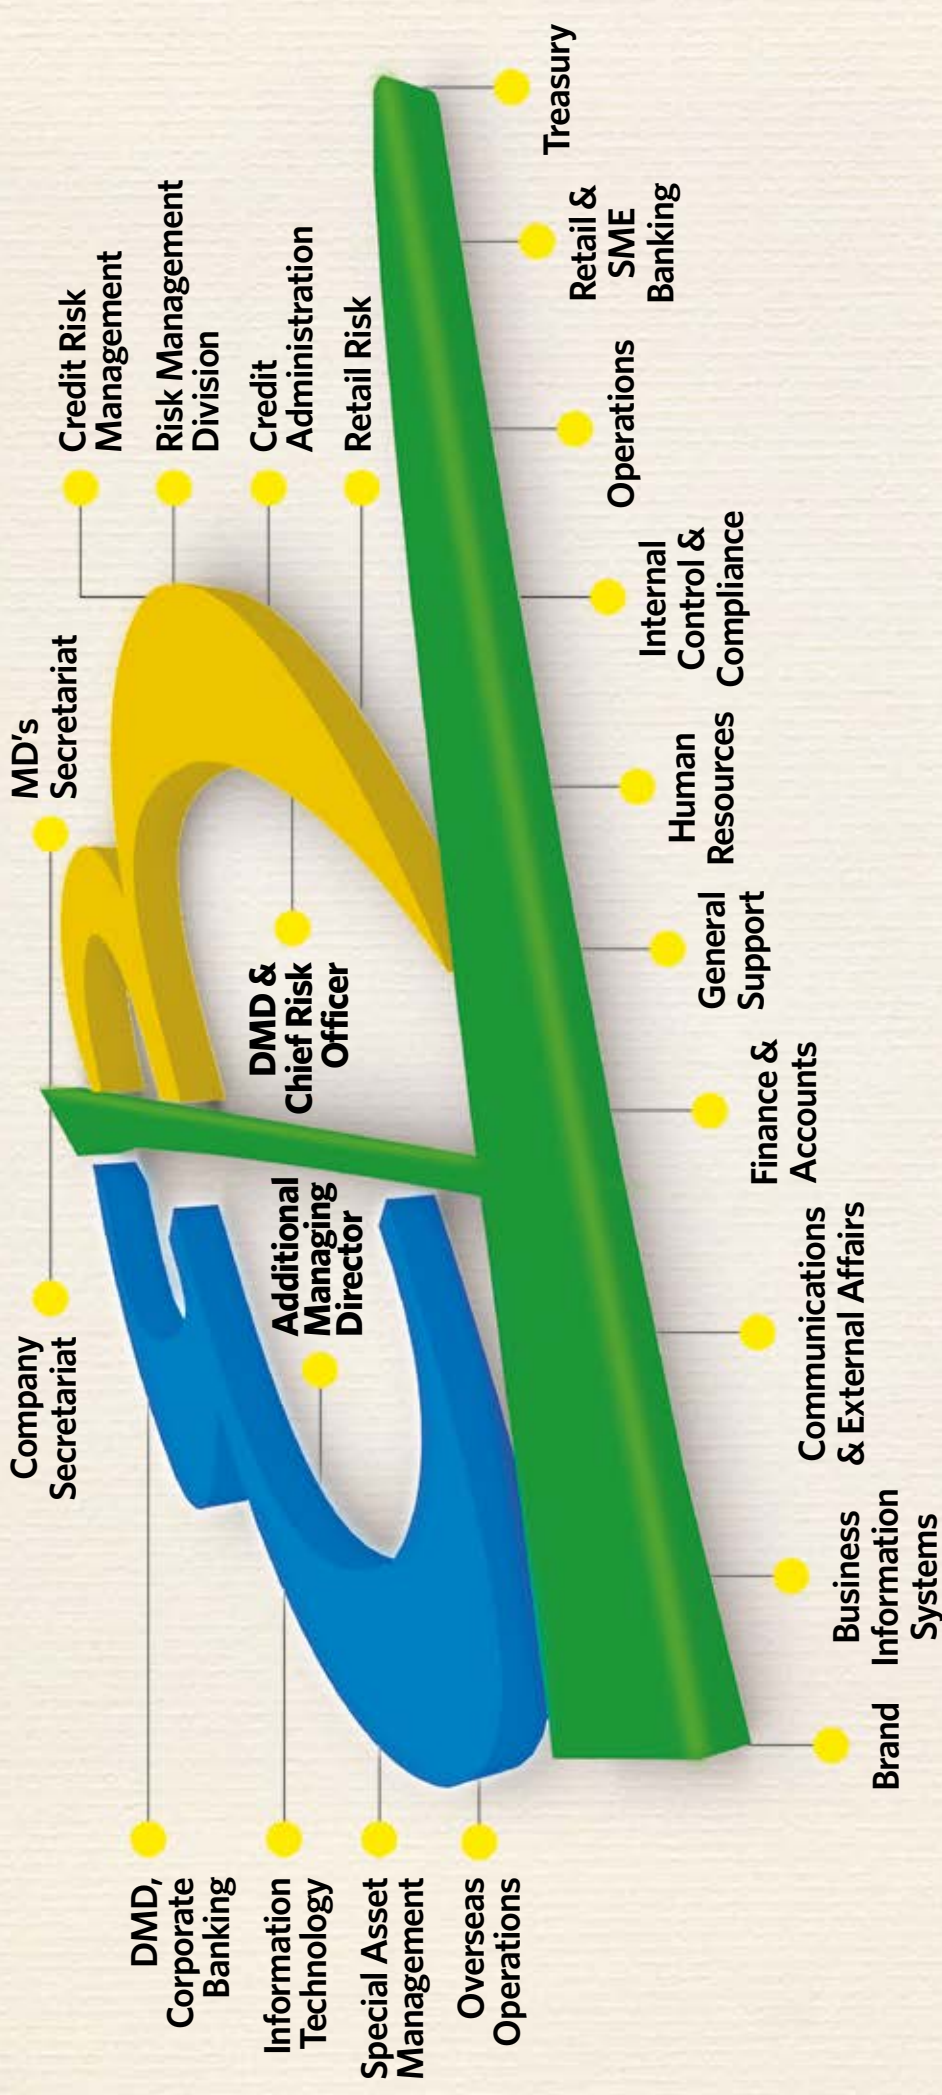 Company
Secretariat
MD's
Secretariat
DMD,
Corporate
Banking
Information
Technology
Special Asset
Management
Overseas
Operations
Additional
Managing
Director
DMD &
Chief Risk
Officer
Credit Risk
Management
Risk Management
Division
Credit
Administration
Retail Risk
Brand
Business
Information
Systems
Communications
& External Affairs
Finance &
Accounts
General
Support
Human
Resources
Internal
Control &
Compliance
Operations
Retail &
SME
Banking
Treasury